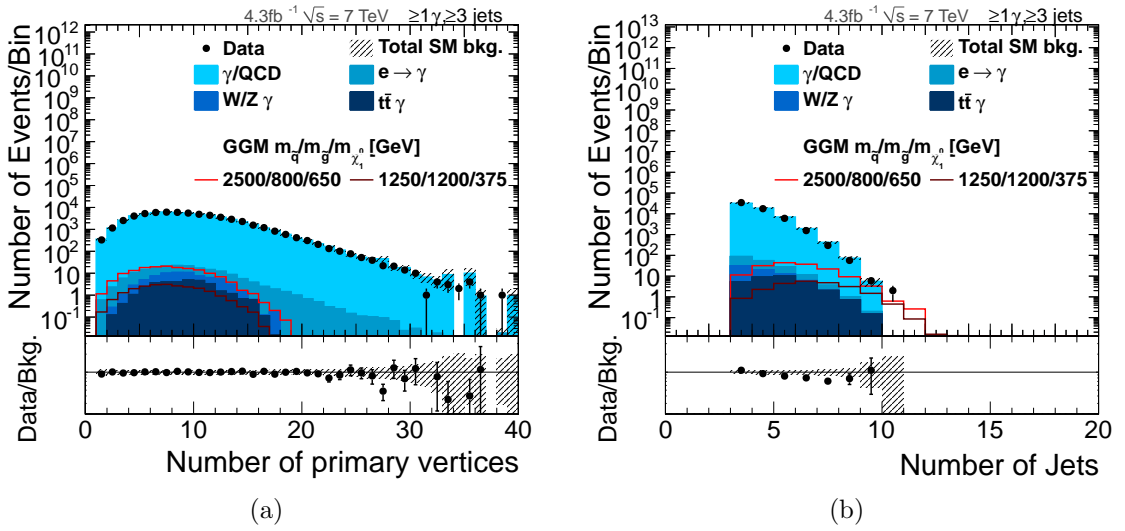 4.3fb⁻¹ √s = 7 TeV ≥1γ,≥3 jets
Number of Events/Bin
10¹²
10¹¹
10¹⁰
10⁹
10⁸
10⁷
10⁶
10⁵
10⁴
10³
10²
10
1
10⁻¹
Data
Total SM bkg.
γ/QCD
e → γ
W/Z γ
tt̄ γ
GGM m_q̃/m_g̃/m_χ̃₁⁰ [GeV]
2500/800/650
1250/1200/375
Data/Bkg.
0 10 20 30 40
Number of primary vertices
(a)
4.3fb⁻¹ √s = 7 TeV ≥1γ,≥3 jets
Number of Events/Bin
10¹³
10¹²
10¹¹
10¹⁰
10⁹
10⁸
10⁷
10⁶
10⁵
10⁴
10³
10²
10
1
10⁻¹
Data
Total SM bkg.
γ/QCD
e → γ
W/Z γ
tt̄ γ
GGM m_q̃/m_g̃/m_χ̃₁⁰ [GeV]
2500/800/650
1250/1200/375
Data/Bkg.
0 5 10 15 20
Number of Jets
(b)